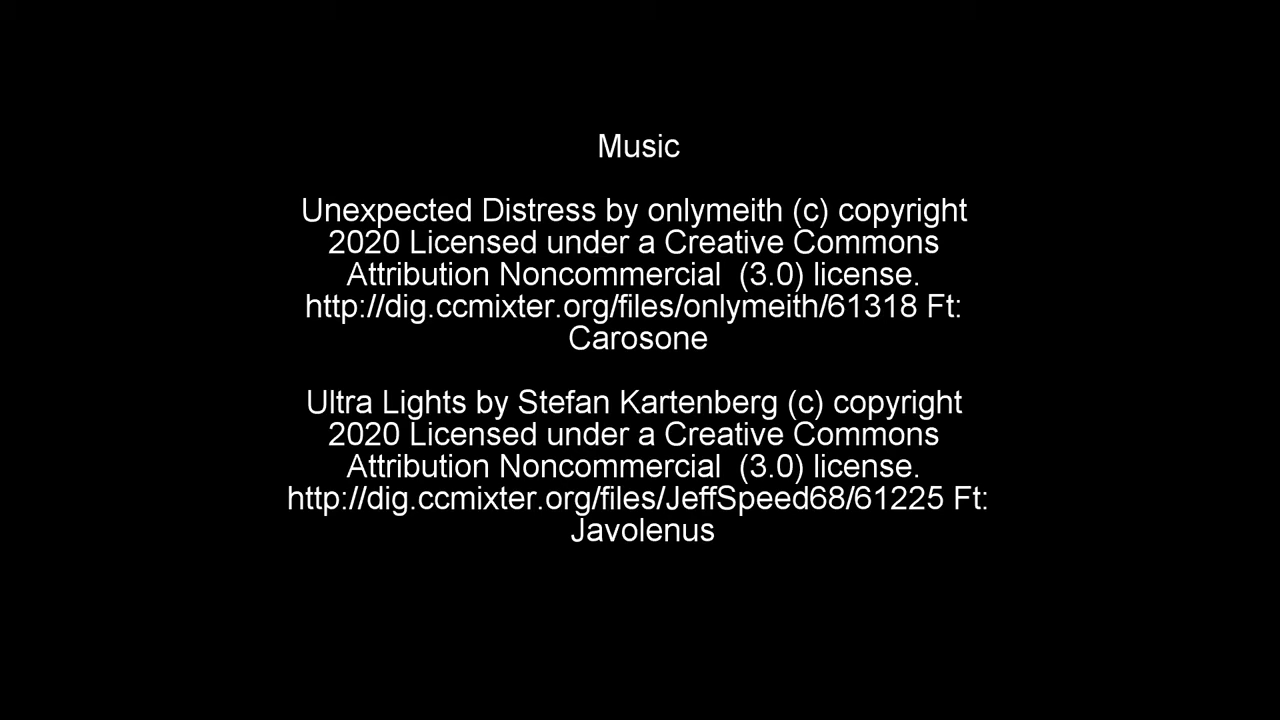 Music
Unexpected Distress by onlymeith (c) copyright
2020 Licensed under a Creative Commons
Attribution Noncommercial  (3.0) license.
http://dig.ccmixter.org/files/onlymeith/61318 Ft:
Carosone
Ultra Lights by Stefan Kartenberg (c) copyright
2020 Licensed under a Creative Commons
Attribution Noncommercial  (3.0) license.
http://dig.ccmixter.org/files/JeffSpeed68/61225 Ft:
Javolenus